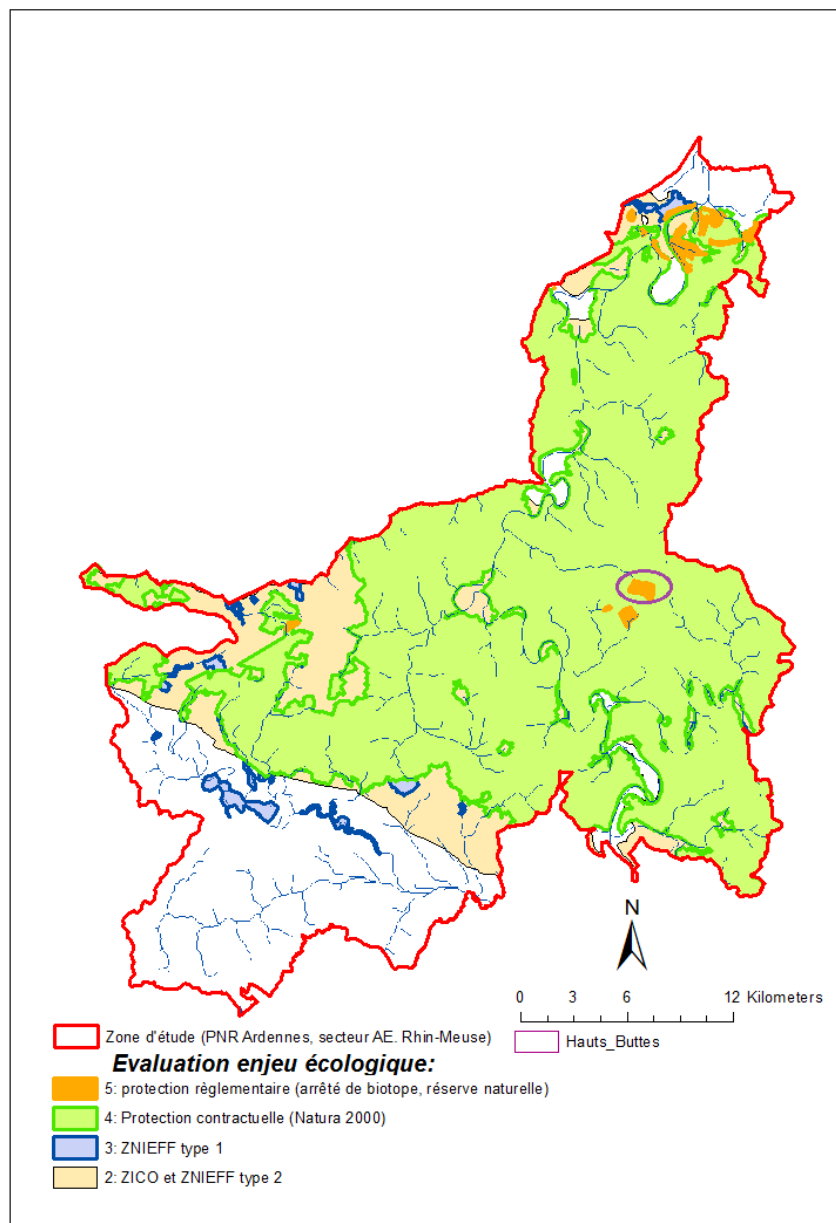 N
0 3 6 12 Kilometers
Zone d'étude (PNR Ardennes, secteur AE. Rhin-Meuse)
Hauts_Buttes
Evaluation enjeu écologique:
5: protection règlementaire (arrêté de biotope, réserve naturelle)
4: Protection contractuelle (Natura 2000)
3: ZNIEFF type 1
2: ZICO et ZNIEFF type 2